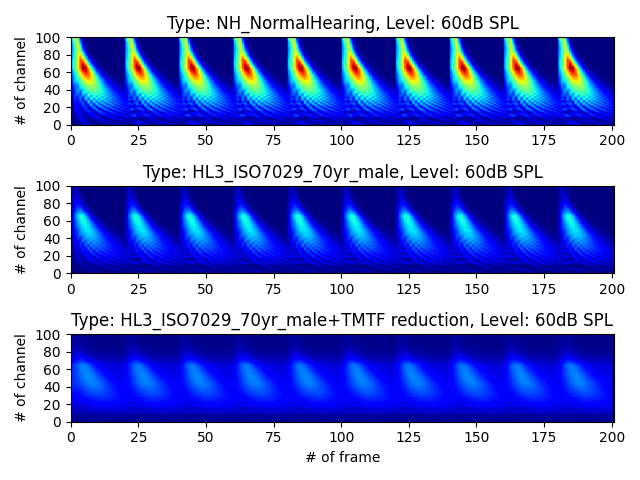 Type: NH_NormalHearing, Level: 60dB SPL
# of channel
100
80
60
40
20
0
0 25 50 75 100 125 150 175 200
Type: HL3_ISO7029_70yr_male, Level: 60dB SPL
# of channel
100
80
60
40
20
0
0 25 50 75 100 125 150 175 200
Type: HL3_ISO7029_70yr_male+TMTF reduction, Level: 60dB SPL
# of channel
100
80
60
40
20
0
0 25 50 75 100 125 150 175 200
# of frame